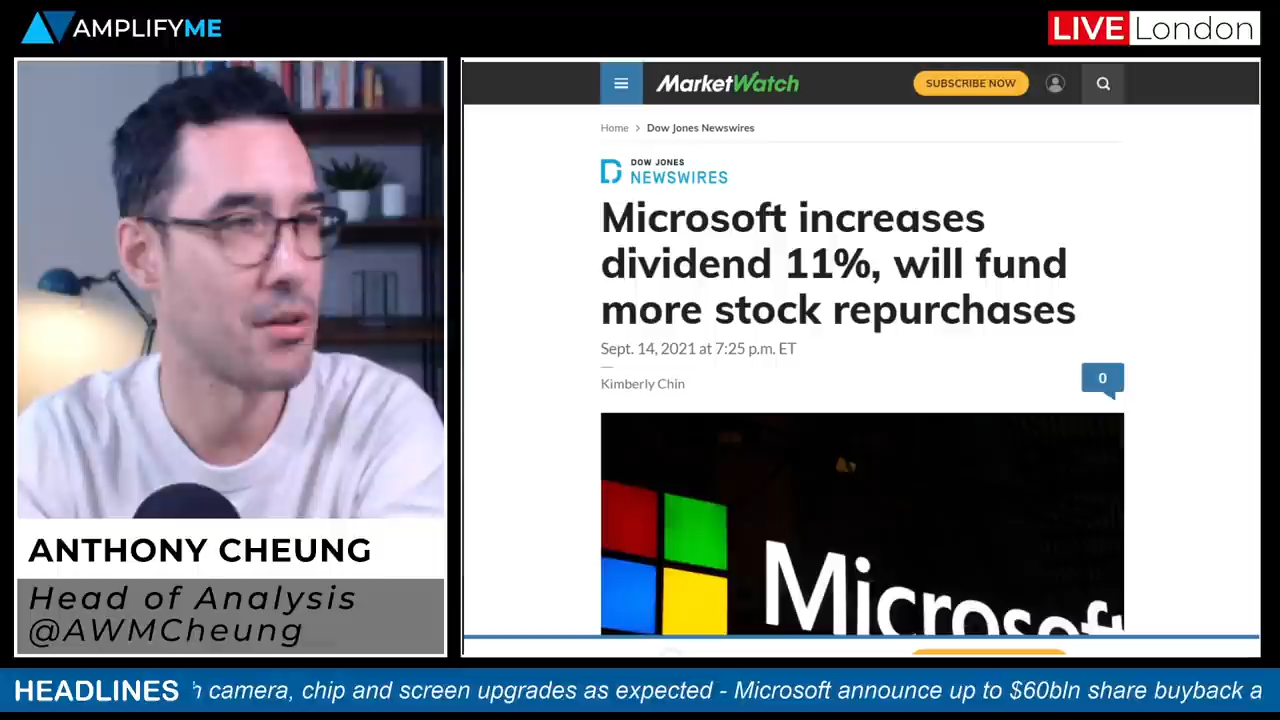 AMPLIFYME
LIVE London
MarketWatch
SUBSCRIBE NOW
Home > Dow Jones Newswires
DOW JONES
NEWSWIRES
Microsoft increases
dividend 11%, will fund
more stock repurchases
Sept. 14, 2021 at 7:25 p.m. ET
Kimberly Chin
0
Microsoft
ANTHONY CHEUNG
Head of Analysis
@AWMCheung
HEADLINES camera, chip and screen upgrades as expected - Microsoft announce up to $60bln share buyback a